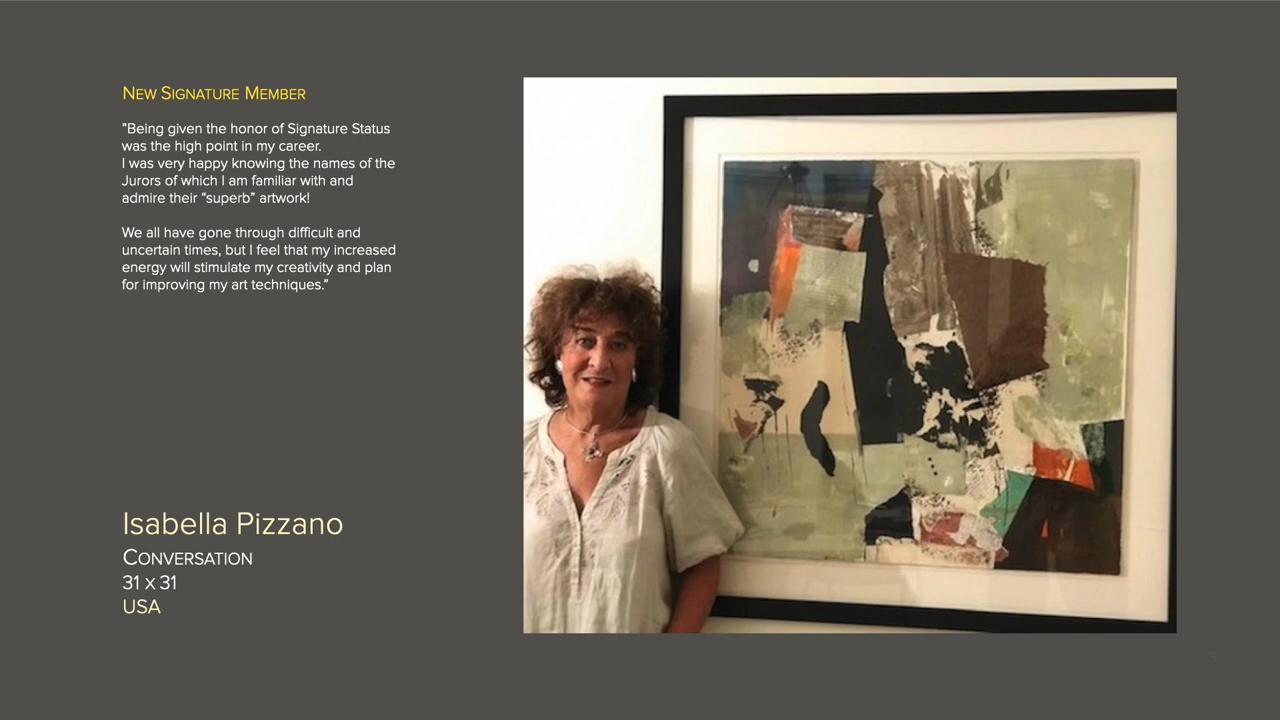 NEW SIGNATURE MEMBER
"Being given the honor of Signature Status
was the high point in my career.
I was very happy knowing the names of the
Jurors of which I am familiar with and
admire their “superb” artwork!
We all have gone through difficult and
uncertain times, but I feel that my increased
energy will stimulate my creativity and plan
for improving my art techniques.”
Isabella Pizzano
CONVERSATION
31 x 31
USA
3